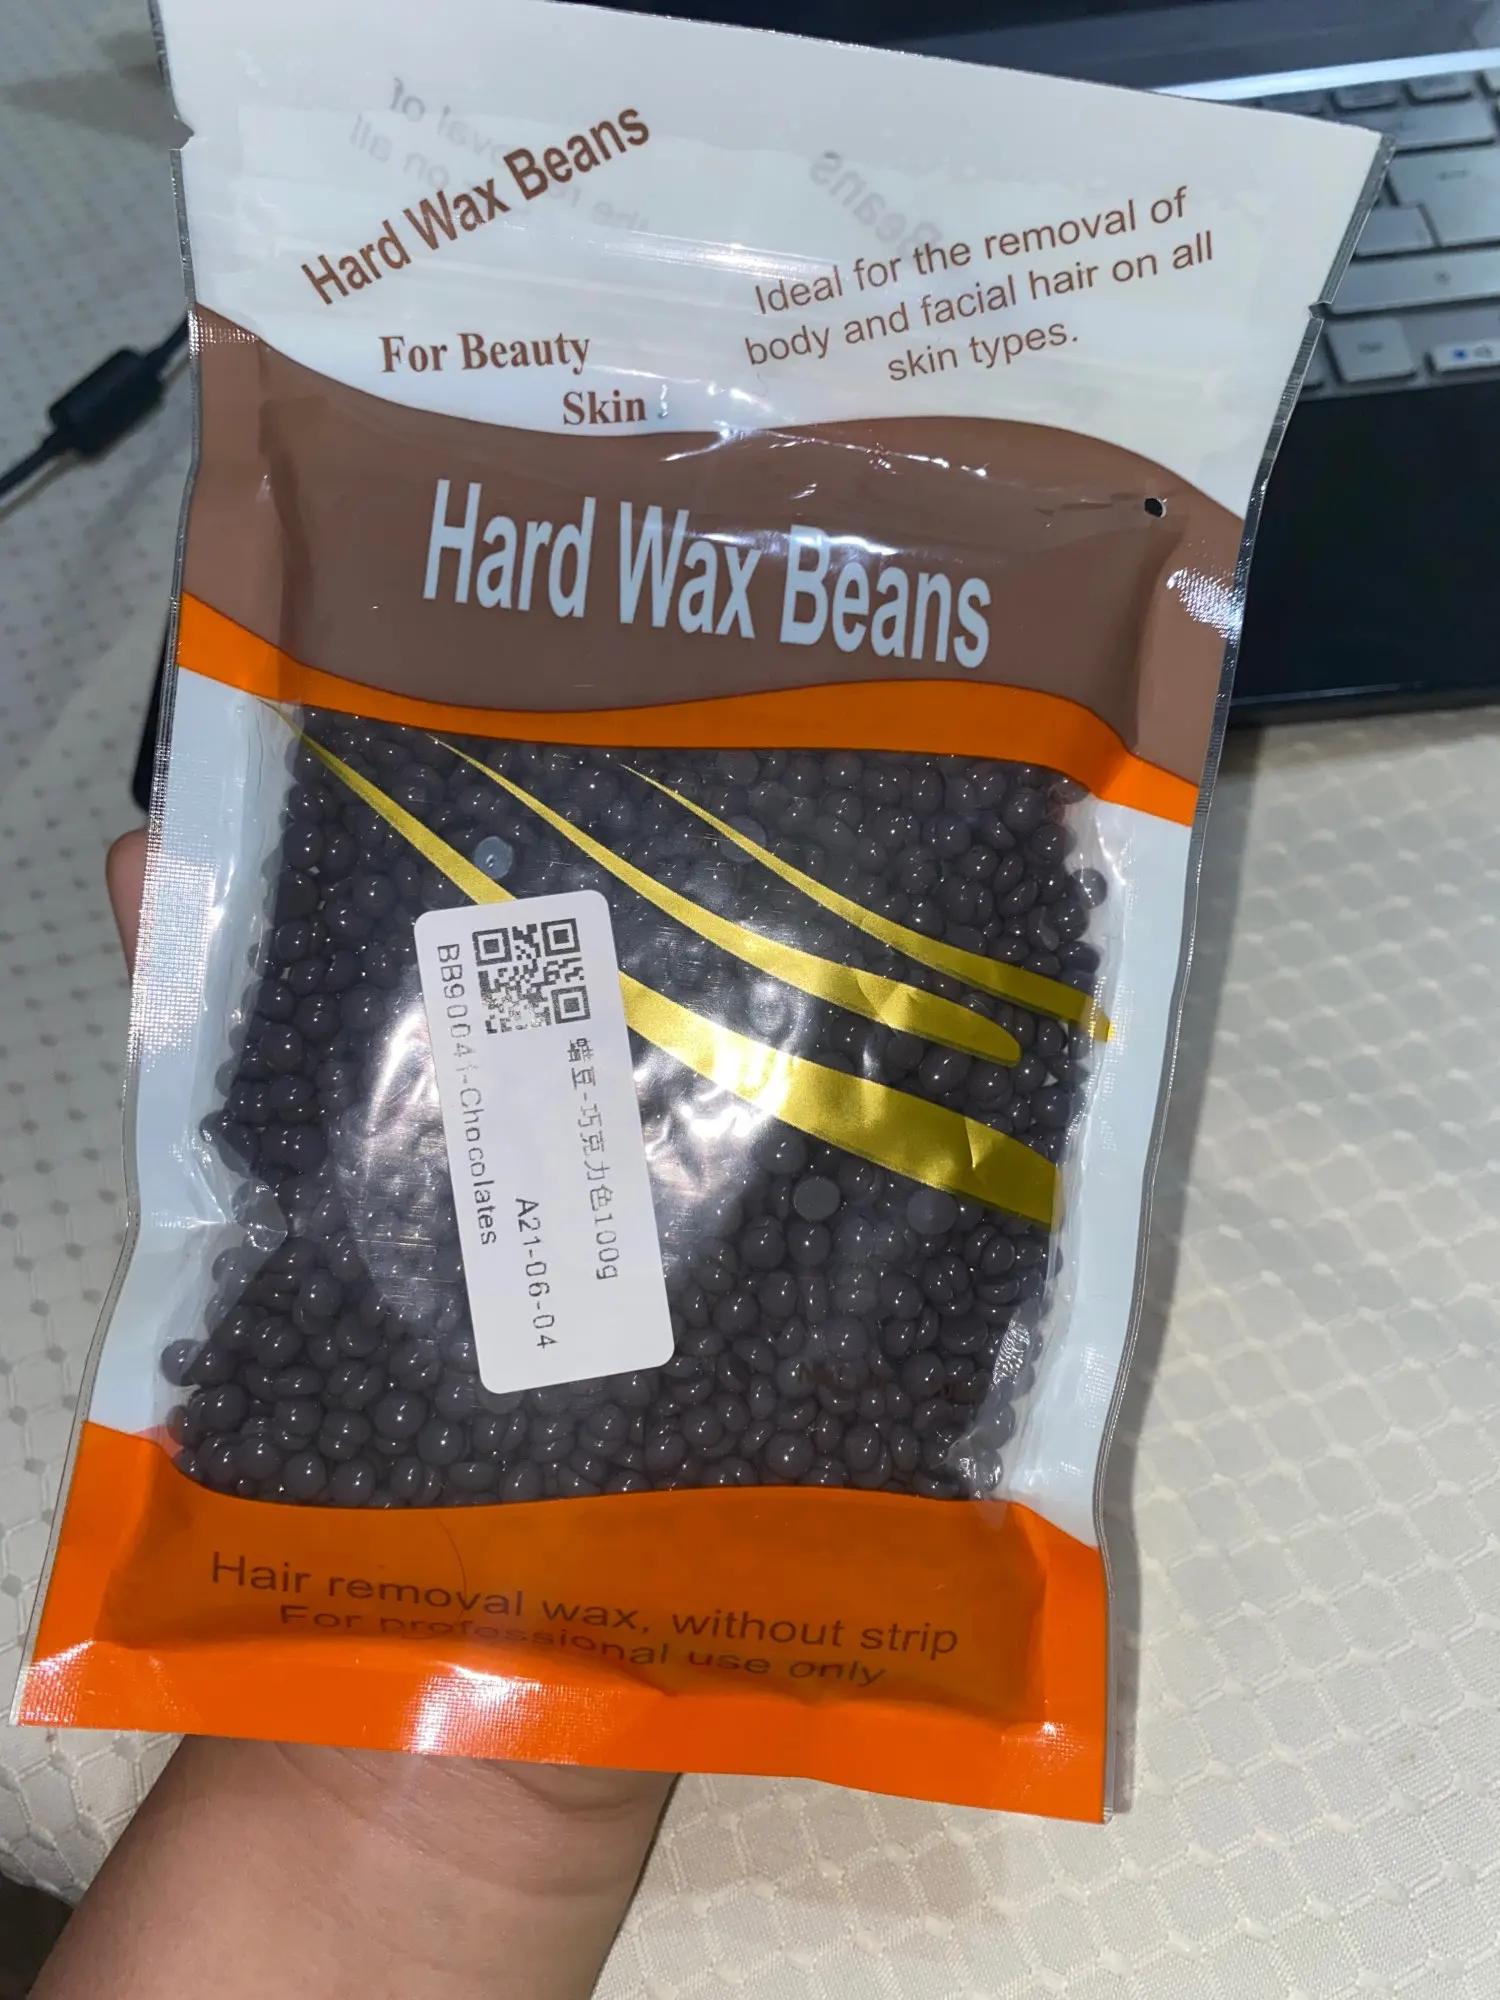 Hard Wax Beans
For Beauty
Skin
Ideal for the removal of
body and facial hair on all
skin types.
Hard Wax Beans
蜡豆-巧克力色100g
A21-06-04
Hair removal wax, without strip
For professional use only